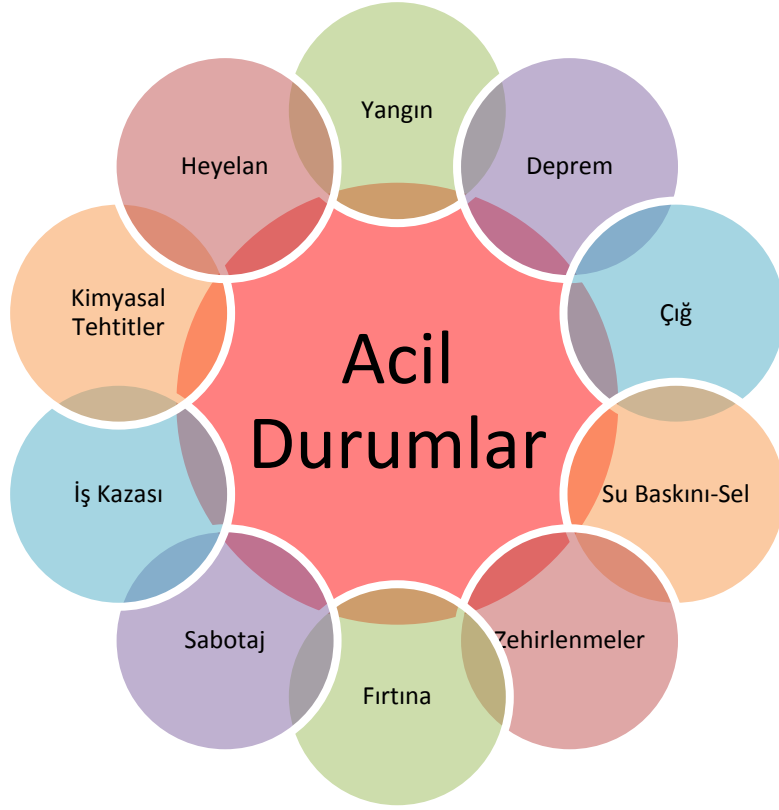 Acil
Durumlar
Yangın
Deprem
Çığ
Su Baskını-Sel
Zehirlenmeler
Fırtına
Sabotaj
İş Kazası
Kimyasal
Tehtitler
Heyelan